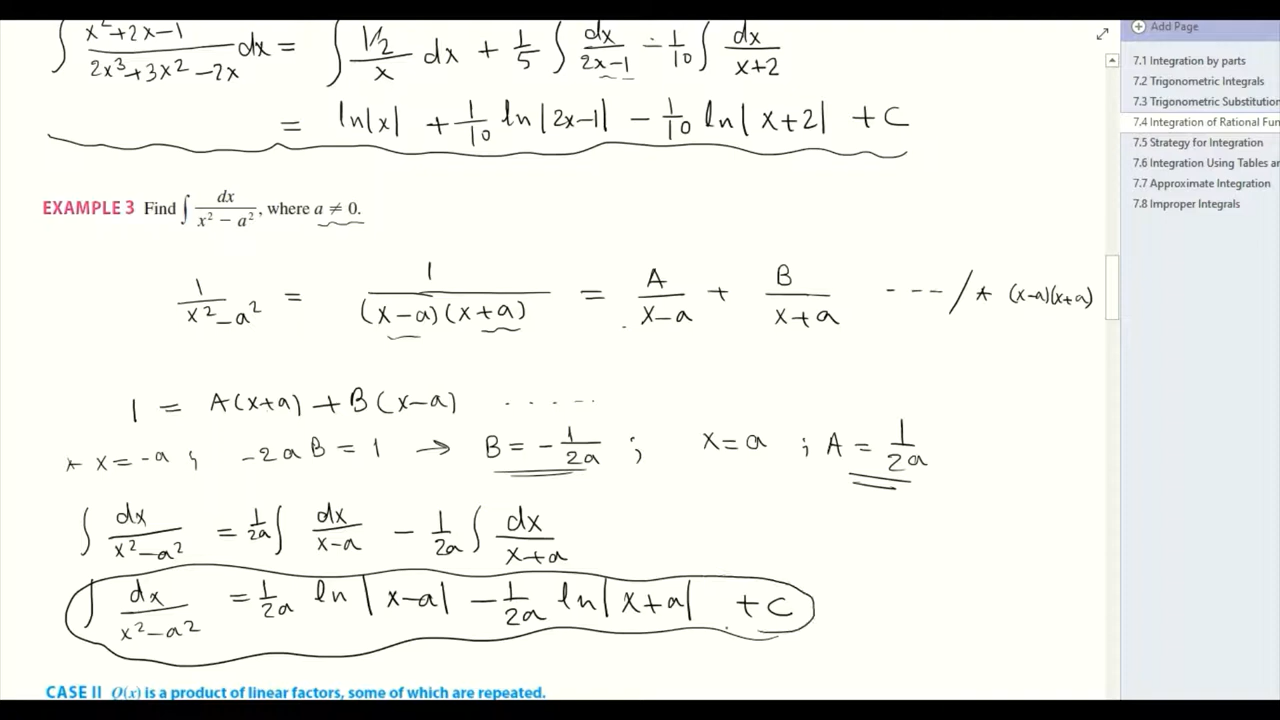 ∫ x²+2x−1 / 2x³+3x²−2x dx = ∫ 1/2 / x dx + 1/5 ∫ dx / 2x−1 − 1/10 ∫ dx / x+2
= ln|x| + 1/10 ln|2x−1| − 1/10 ln|x+2| + C
EXAMPLE 3 Find ∫ dx / x² − a², where a ≠ 0.
1 / x²−a² = 1 / (x−a)(x+a) = A / x−a + B / x+a --- / * (x−a)(x+a)
1 = A(x+a) + B(x−a) .....
* x=−a ; −2aB = 1 → B = −1/2a ; x=a ; A = 1/2a
∫ dx / x²−a² = 1/2a ∫ dx / x−a − 1/2a ∫ dx / x+a
∫ dx / x²−a² = 1/2a ln|x−a| − 1/2a ln|x+a| + C
CASE II Q(x) is a product of linear factors, some of which are repeated.
Add Page
7.1 Integration by parts
7.2 Trigonometric Integrals
7.3 Trigonometric Substitutio
7.4 Integration of Rational Fun
7.5 Strategy for Integration
7.6 Integration Using Tables an
7.7 Approximate Integration
7.8 Improper Integrals